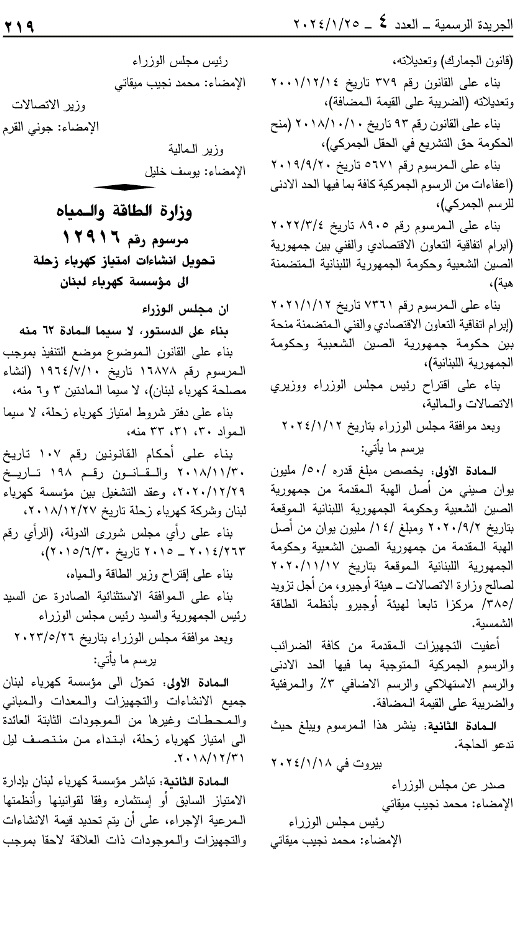 الجريدة الرسمية ــ العدد ٤ ــ ٢٠٢٤/١/٢٥
٢١٩
(قانون الجمارك) وتعديلاته،
بناء على القانون رقم ٣٧٩ تاريخ ٢٠٠١/١٢/١٤
وتعديلاته (الضريبة على القيمة المضافة)،
بناء على القانون رقم ٩٣ تاريخ ٢٠١٨/١٠/١٠ (منح
الحكومة حق التشريع في الحقل الجمركي)،
بناء على المرسوم رقم ٥٦٧١ تاريخ ٢٠١٩/٩/٢٠
(اعفاءات من الرسوم الجمركية كافة بما فيها الحد الادنى
للرسم الجمركي)،
بناء على المرسوم رقم ٨٩٠٥ تاريخ ٢٠٢٢/٣/٤
(ابرام اتفاقية التعاون الاقتصادي والفني بين جمهورية
الصين الشعبية وحكومة الجمهورية اللبنانية المتضمنة
هبة)،
بناء على المرسوم رقم ٧٣٦١ تاريخ ٢٠٢١/١/١٢
(إبرام اتفاقية التعاون الاقتصادي والفني المتضمنة منحة
بين حكومة جمهورية الصين الشعبية وحكومة
الجمهورية اللبنانية)،
بناء على اقتراح رئيس مجلس الوزراء ووزيري
الاتصالات والمالية،
وبعد موافقة مجلس الوزراء بتاريخ ٢٠٢٤/١/١٢
يرسم ما يأتي:
المادة الأولى: يخصص مبلغ قدره /٥٠/ مليون
يوان صيني من أصل الهبة المقدمة من جمهورية
الصين الشعبية وحكومة الجمهورية اللبنانية الموقعة
بتاريخ ٢٠٢٠/٩/٢ ومبلغ /١٤/ مليون يوان من أصل
الهبة المقدمة من جمهورية الصين الشعبية وحكومة
الجمهورية اللبنانية الموقعة بتاريخ ٢٠٢٠/١١/١٧
لصالح وزارة الاتصالات ــ هيئة أوجيرو، من أجل تزويد
/٣٨٥/ مركزا تابعا لهيئة أوجيرو بأنظمة الطاقة
الشمسية.
أعفيت التجهيزات المقدمة من كافة الضرائب
والرسوم الجمركية المتوجبة بما فيها الحد الادنى
والرسم الاستهلاكي والرسم الاضافي ٣٪ والمرفئية
والضريبة على القيمة المضافة.
المادة الثانية: ينشر هذا المرسوم ويبلغ حيث
تدعو الحاجة.
بيروت في ٢٠٢٤/١/١٨
صدر عن مجلس الوزراء
الإمضاء: محمد نجيب ميقاتي
رئيس مجلس الوزراء
الإمضاء: محمد نجيب ميقاتي
رئيس مجلس الوزراء
الإمضاء: محمد نجيب ميقاتي
وزير الاتصالات
الإمضاء: جوني القرم
وزير المالية
الإمضاء: يوسف خليل
وزارة الطاقة والمياه
مرسوم رقم ١٢٩١٦
تحويل انشاءات امتياز كهرباء زحلة
الى مؤسسة كهرباء لبنان
ان مجلس الوزراء
بناء على الدستور، لا سيما المادة ٦٢ منه
بناء على القانون الموضوع موضع التنفيذ بموجب
المرسوم رقم ١٦٨٧٨ تاريخ ١٩٦٤/٧/١٠ (انشاء
مصلحة كهرباء لبنان)، لا سيما المادتين ٣ و٦ منه،
بناء على دفتر شروط امتياز كهرباء زحلة، لا سيما
المواد ٣٠، ٣١، ٣٣ منه،
بناء على أحكام القانونين رقم ١٠٧ تاريخ
٢٠١٨/١١/٣٠ والقانون رقم ١٩٨ تاريخ
٢٠٢٠/١٢/٢٩، وعقد التشغيل بين مؤسسة كهرباء
لبنان وشركة كهرباء زحلة تاريخ ٢٠١٨/١٢/٢٧،
بناء على رأي مجلس شورى الدولة، (الرأي رقم
٢٠١٤/٢٦٣ ــ ٢٠١٥ تاريخ ٢٠١٥/٦/٣٠)،
بناء على إقتراح وزير الطاقة والمياه،
بناء على الموافقة الاستثنائية الصادرة عن السيد
رئيس الجمهورية والسيد رئيس مجلس الوزراء
وبعد موافقة مجلس الوزراء بتاريخ ٢٠٢٣/٥/٢٦
يرسم ما يأتي:
المادة الأولى: تحوّل الى مؤسسة كهرباء لبنان
جميع الانشاءات والتجهيزات والمعدات والمباني
والمحطات وغيرها من الموجودات الثابتة العائدة
الى امتياز كهرباء زحلة، ابتداء من منتصف ليل
٢٠١٨/١٢/٣١.
المادة الثانية: تباشر مؤسسة كهرباء لبنان بإدارة
الامتياز السابق أو إستثماره وفقا لقوانينها وأنظمتها
المرعية الإجراء، على أن يتم تحديد قيمة الانشاءات
والتجهيزات والموجودات ذات العلاقة لاحقا بموجب